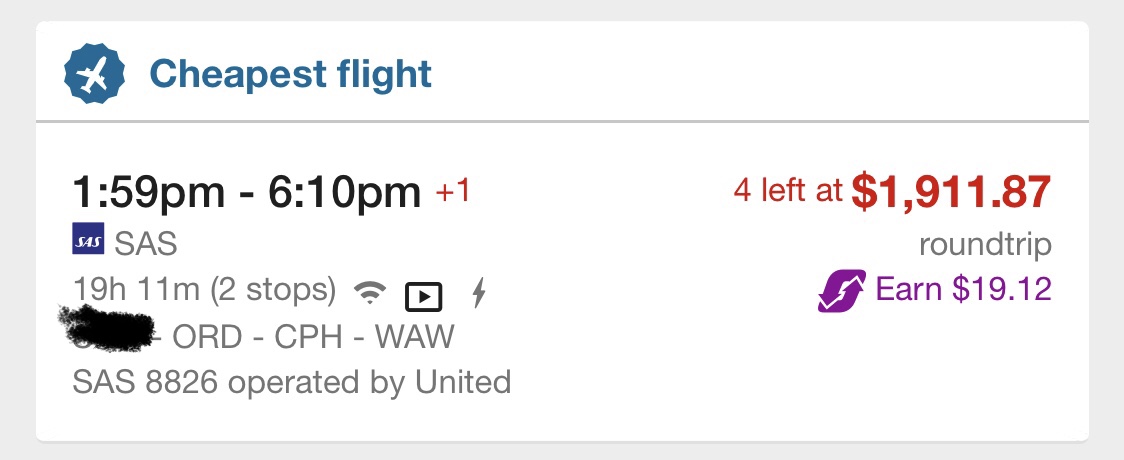 Cheapest flight
1:59pm - 6:10pm +1
4 left at $1,911.87
SAS SAS
roundtrip
19h 11m (2 stops)
Earn $19.12
- ORD - CPH - WAW
SAS 8826 operated by United